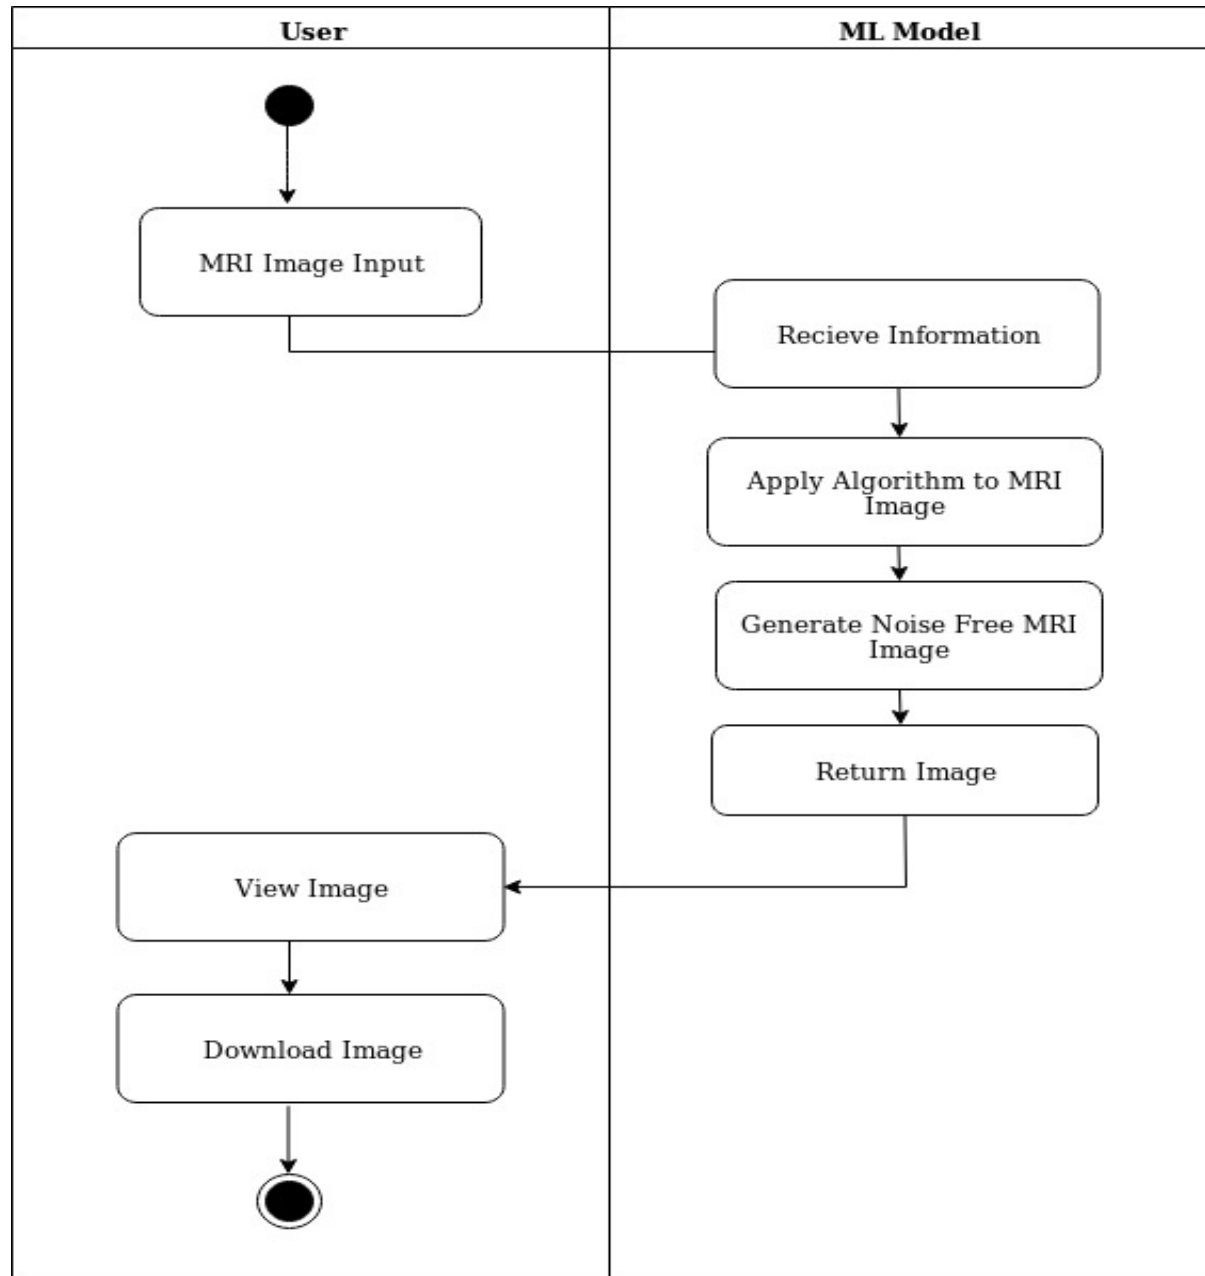 User
ML Model
MRI Image Input
Recieve Information
Apply Algorithm to MRI
Image
Generate Noise Free MRI
Image
Return Image
View Image
Download Image